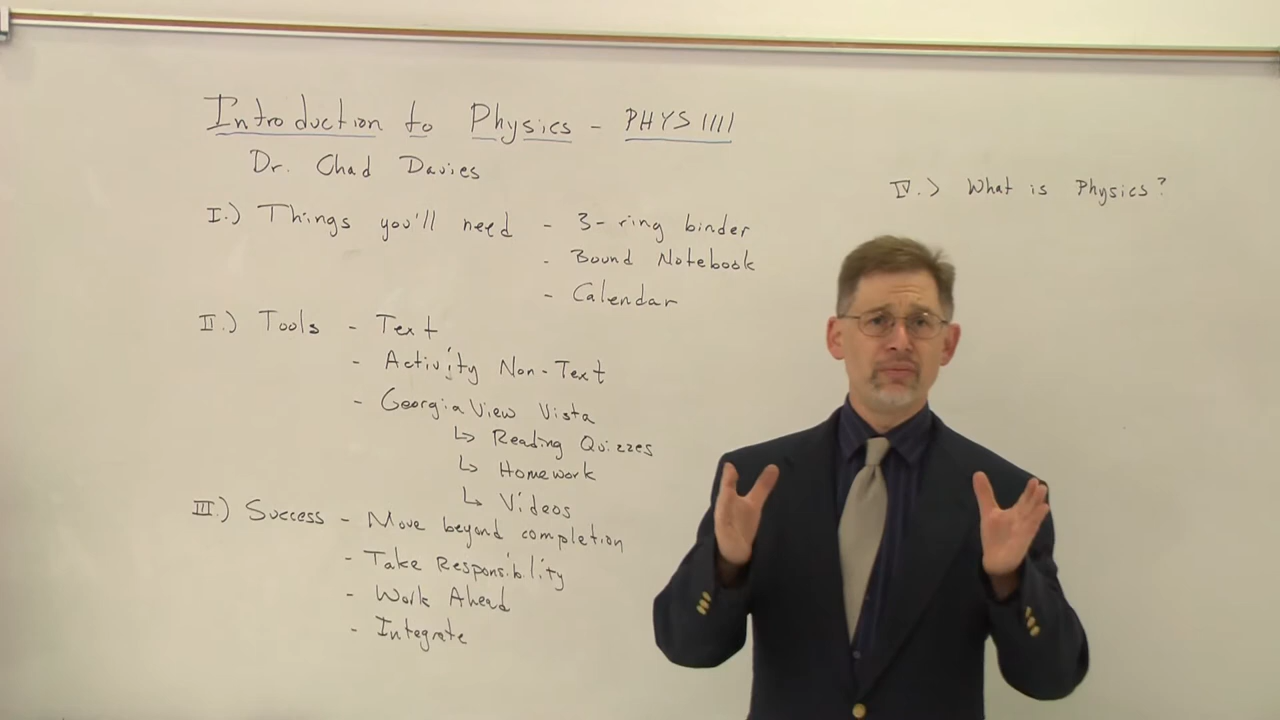 Introduction to Physics - PHYS 1111
Dr. Chad Davies
I.) Things you'll need - 3-ring binder
- Bound Notebook
- Calendar
II.) Tools - Text
- Activity Non-Text
- GeorgiaView Vista
↳ Reading Quizzes
↳ Homework
↳ Videos
III.) Success - Move beyond completion
- Take Responsibility
- Work Ahead
- Integrate
IV.) What is Physics?